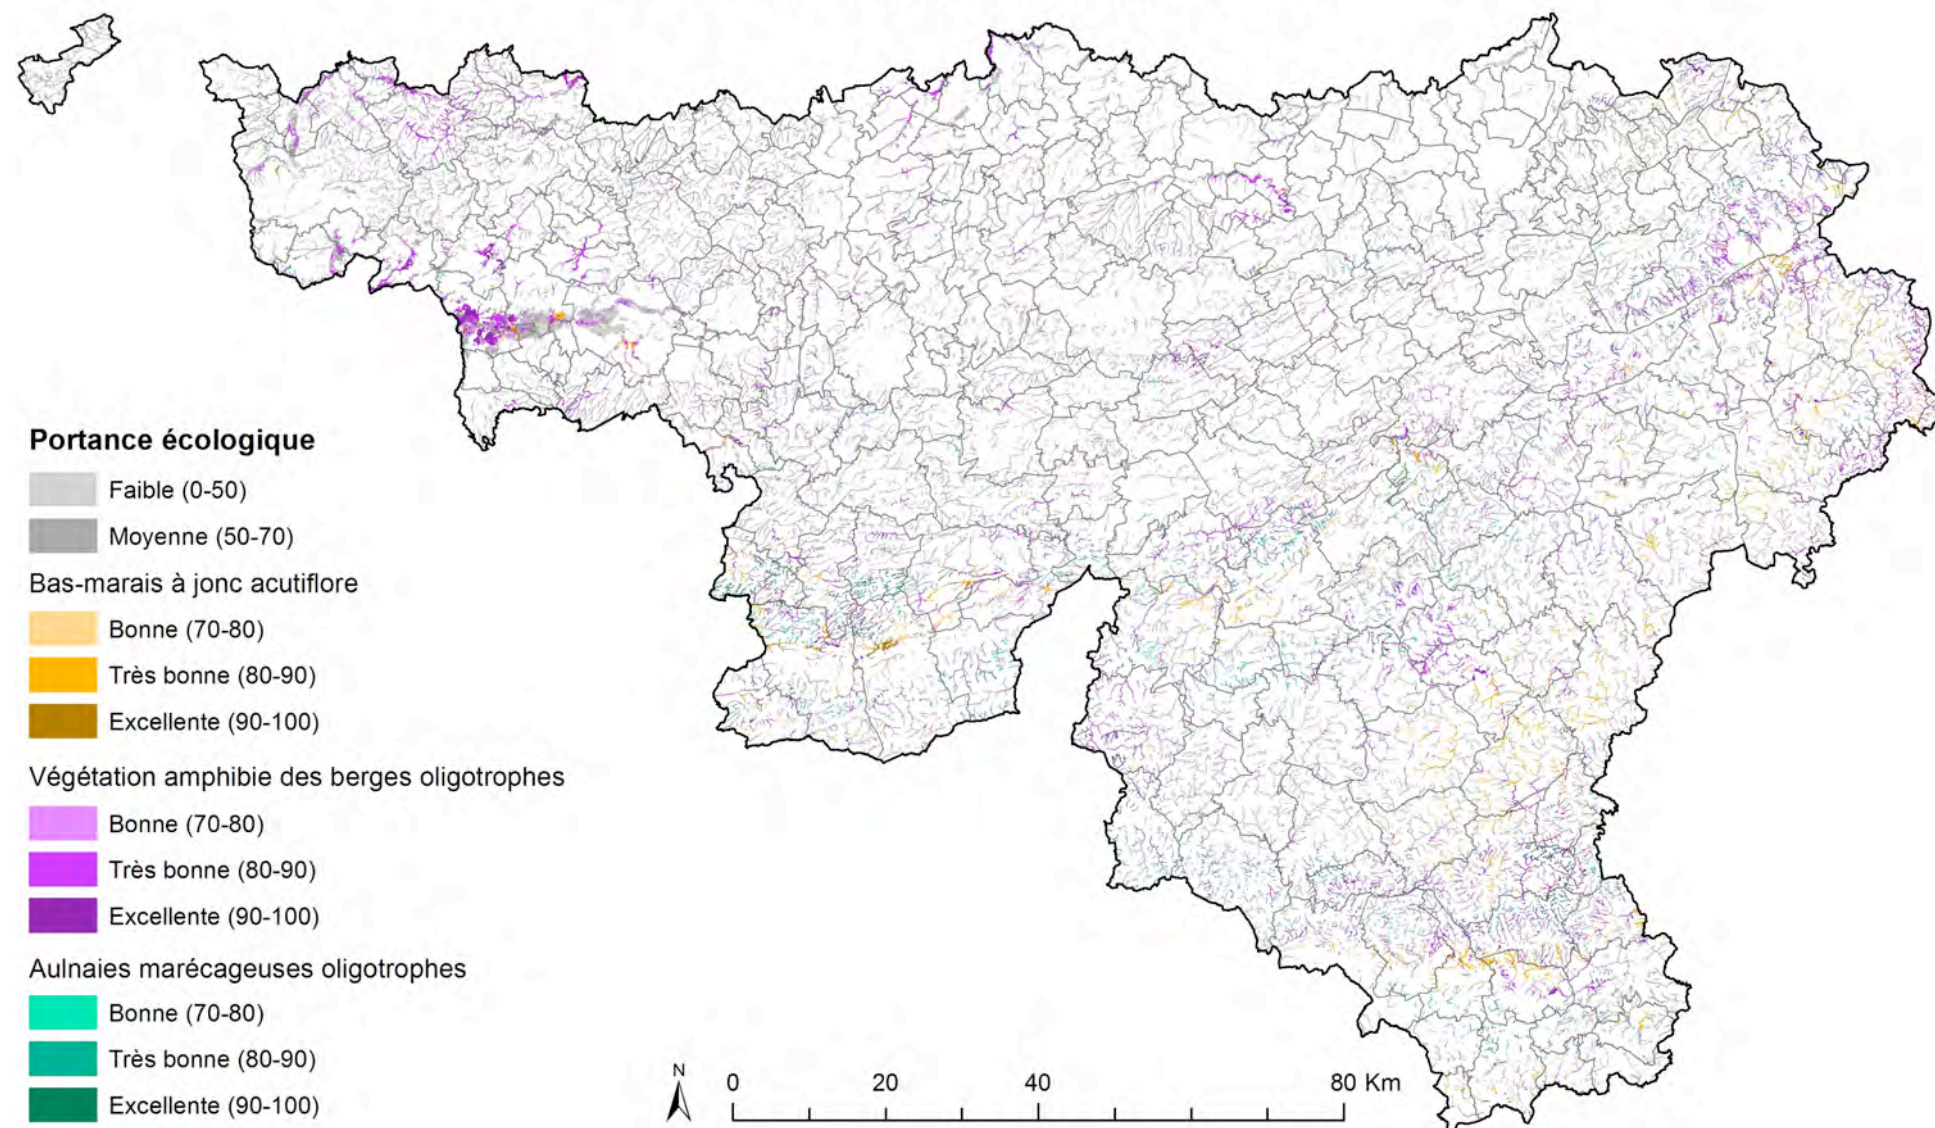 Portance écologique
Faible (0-50)
Moyenne (50-70)
Bas-marais à jonc acutiflore
Bonne (70-80)
Très bonne (80-90)
Excellente (90-100)
Végétation amphibie des berges oligotrophes
Bonne (70-80)
Très bonne (80-90)
Excellente (90-100)
Aulnaies marécageuses oligotrophes
Bonne (70-80)
Très bonne (80-90)
Excellente (90-100)
N
0 20 40 80 Km